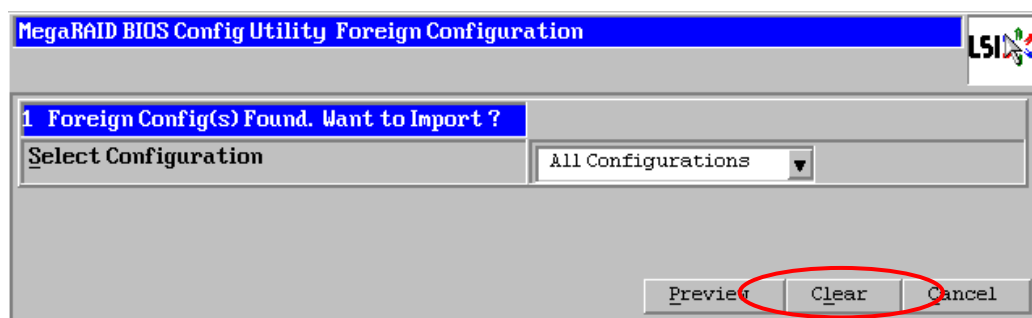 MegaRAID BIOS Config Utility Foreign Configuration
LSI
1 Foreign Config(s) Found. Want to Import ?
Select Configuration
All Configurations
Preview
Clear
Cancel